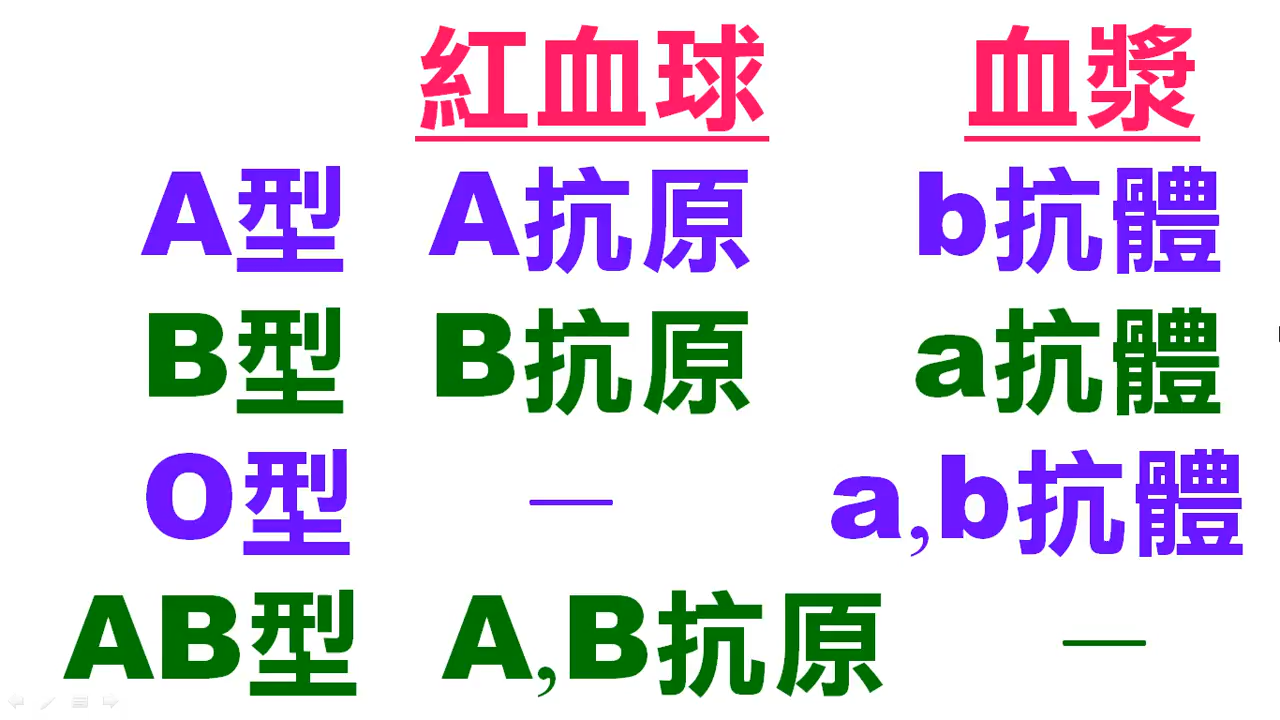 紅血球 血漿
A型 A抗原 b抗體
B型 B抗原 a抗體
O型 — a,b抗體
AB型 A,B抗原 —